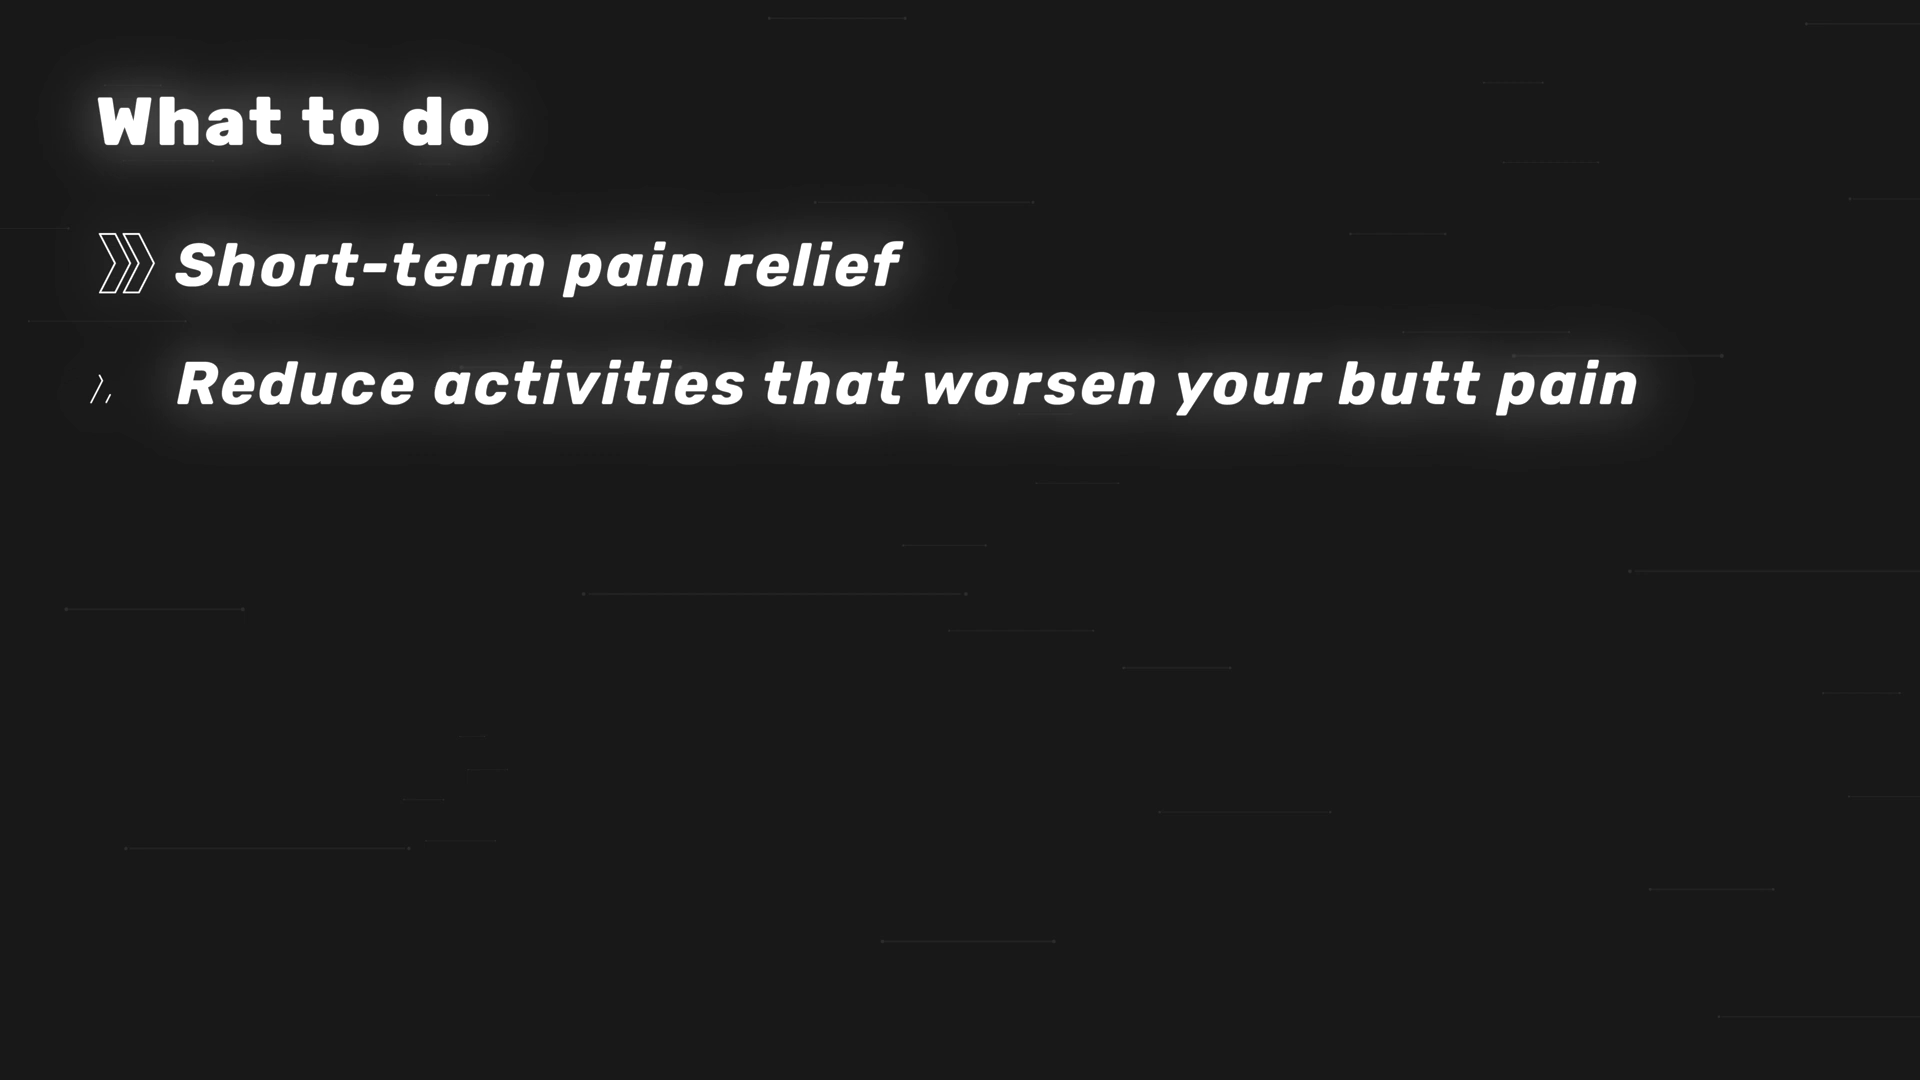 What to do
Short-term pain relief
Reduce activities that worsen your butt pain